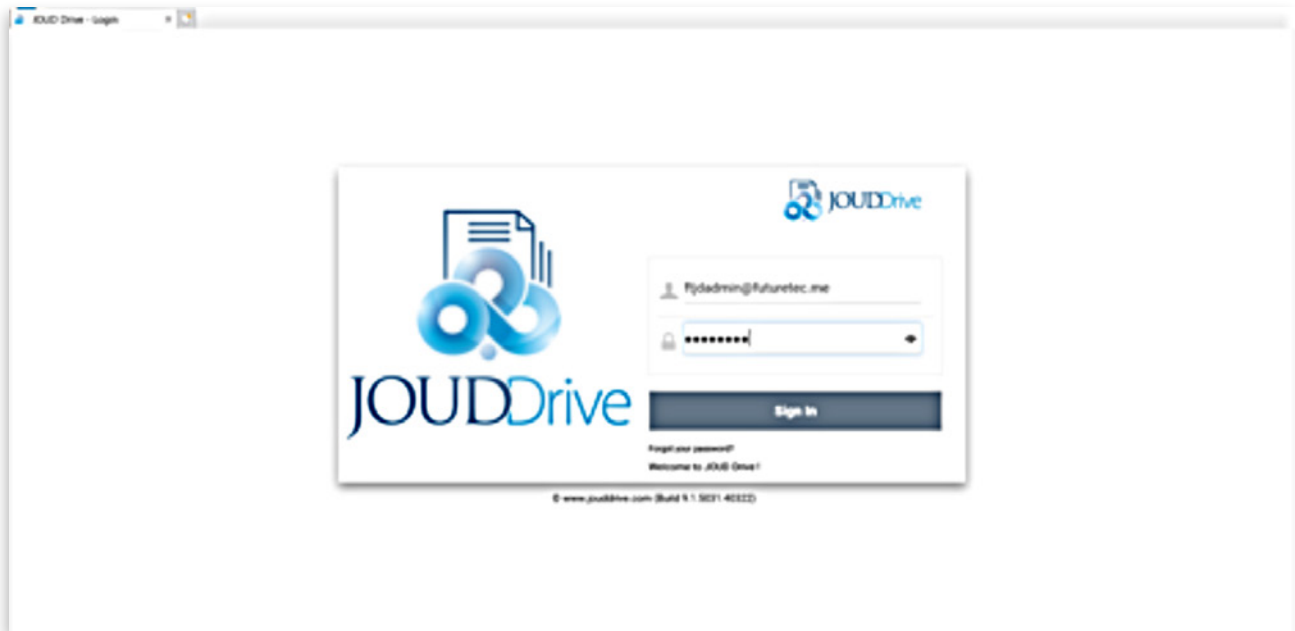 JOUD Drive - Login
JOUDDrive
JOUDDrive
ftjdadmin@futuretec.me
••••••••
Sign In
Forgot your password?
Welcome to JOUD Drive !
© www.jouddrive.com (Build 9.1.5031.40322)